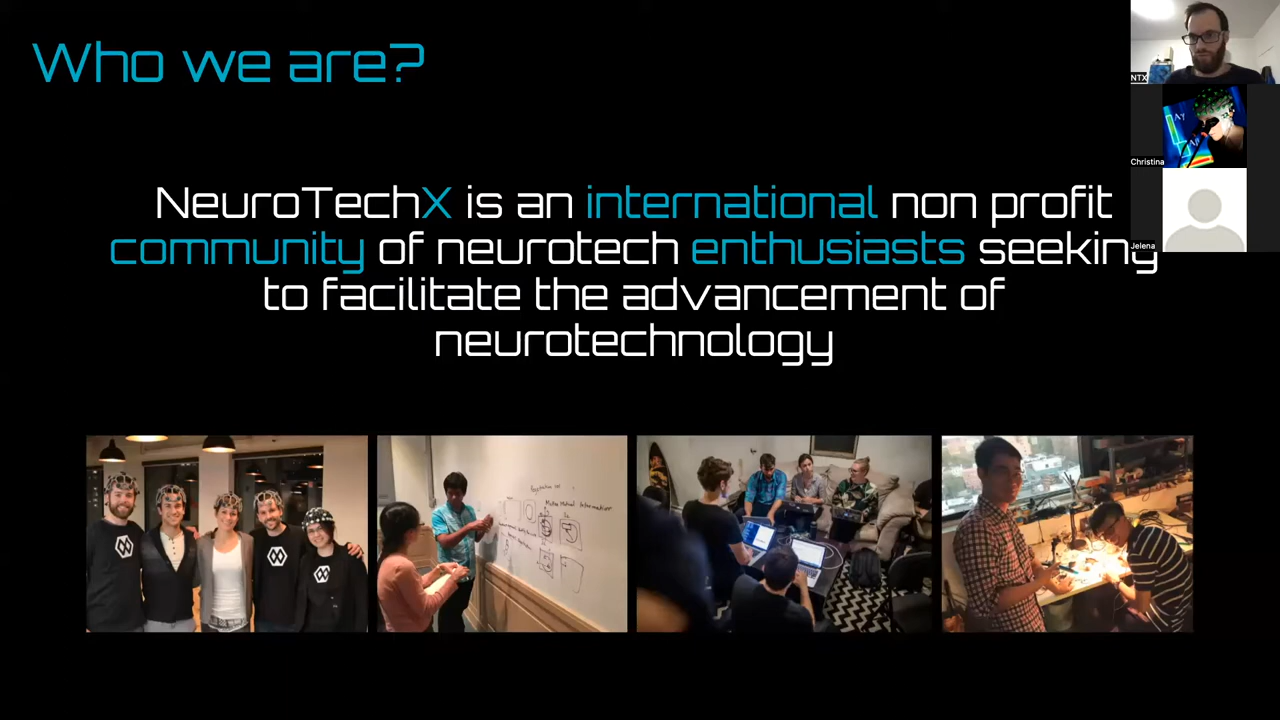 Who we are?
NTX
Christina
Jelena
NeuroTechX is an international non profit
community of neurotech enthusiasts seeking
to facilitate the advancement of
neurotechnology